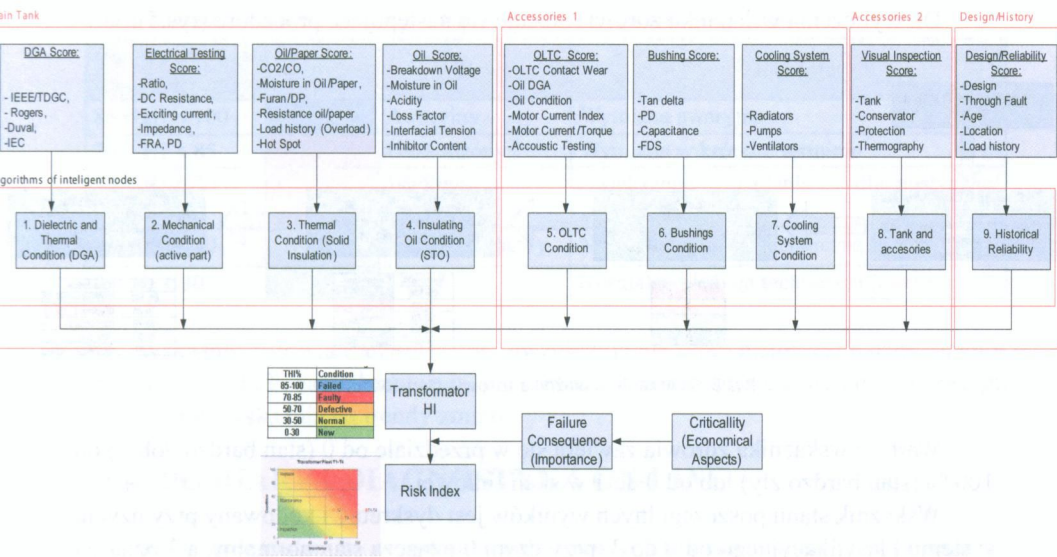 ain Tank
Accessories 1
Accessories 2
Design/History
DGA Score:
- IEEE/TDGC,
- Rogers,
-Duval,
-IEC
Electrical Testing
Score:
-Ratio,
-DC Resistance,
-Exciting current,
-Impedance,
-FRA, PD
Oil/Paper Score:
-CO2/CO,
-Moisture in Oil/Paper,
-Furan/DP,
-Resistance oil/paper
-Load history (Overload)
-Hot Spot
Oil Score:
-Breakdown Voltage
-Moisture in Oil
-Acidity
-Loss Factor
-Interfacial Tension
-Inhibitor Content
OLTC Score:
-OLTC Contact Wear
-Oil DGA
-Oil Condition
-Motor Current Index
-Motor Current/Torque
-Accoustic Testing
Bushing Score:
-Tan delta
-PD
-Capacitance
-FDS
Cooling System
Score:
-Radiators
-Pumps
-Ventilators
Visual Inspection
Score:
-Tank
-Conservator
-Protection
-Thermography
Design/Reliability
Score:
-Design
-Through Fault
-Age
-Location
-Load history
gorithms of inteligent nodes
1. Dielectric and
Thermal
Condition (DGA)
2. Mechanical
Condition
(active part)
3. Thermal
Condition (Solid
Insulation)
4. Insulating
Oil Condition
(STO)
5. OLTC
Condition
6. Bushings
Condition
7. Cooling
System
Condition
8. Tank and
accesories
9. Historical
Reliability
THI% Condition
85-100 Failed
70-85 Faulty
50-70 Defective
30-50 Normal
0-30 New
Transformator
HI
Failure
Consequence
(Importance)
Criticallity
(Economical
Aspects)
Risk Index